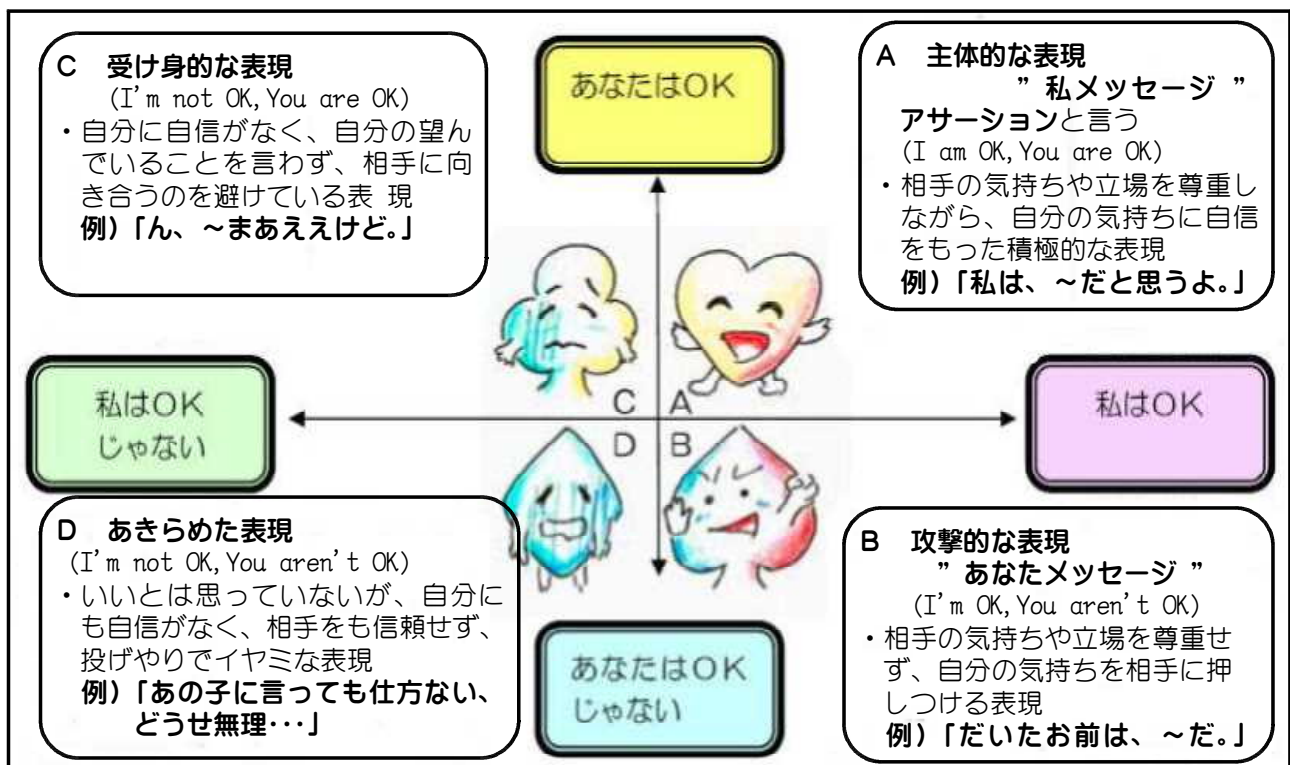 C 受け身的な表現
(I'm not OK,You are OK)
・自分に自信がなく、自分の望ん
でいることを言わず、相手に向
き合うのを避けている表 現
例)「ん、~まあええけど。」
あなたはOK
A 主体的な表現
" 私メッセージ "
アサーションと言う
(I am OK,You are OK)
・相手の気持ちや立場を尊重し
ながら、自分の気持ちに自信
をもった積極的な表現
例)「私は、~だと思うよ。」
私はOK
じゃない
C A
D B
私はOK
D あきらめた表現
(I'm not OK,You aren't OK)
・いいとは思っていないが、自分に
も自信がなく、相手をも信頼せず、
投げやりでイヤミな表現
例)「あの子に言っても仕方ない、
どうせ無理・・・」
あなたはOK
じゃない
B 攻撃的な表現
" あなたメッセージ "
(I'm OK,You aren't OK)
・相手の気持ちや立場を尊重せ
ず、自分の気持ちを相手に押
しつける表現
例)「だいたお前は、~だ。」